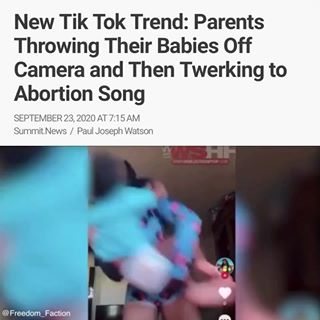 New Tik Tok Trend: Parents
Throwing Their Babies Off
Camera and Then Twerking to
Abortion Song
SEPTEMBER 23, 2020 AT 7:15 AM
Summit.News / Paul Joseph Watson
WSHH
@Freedom_Faction